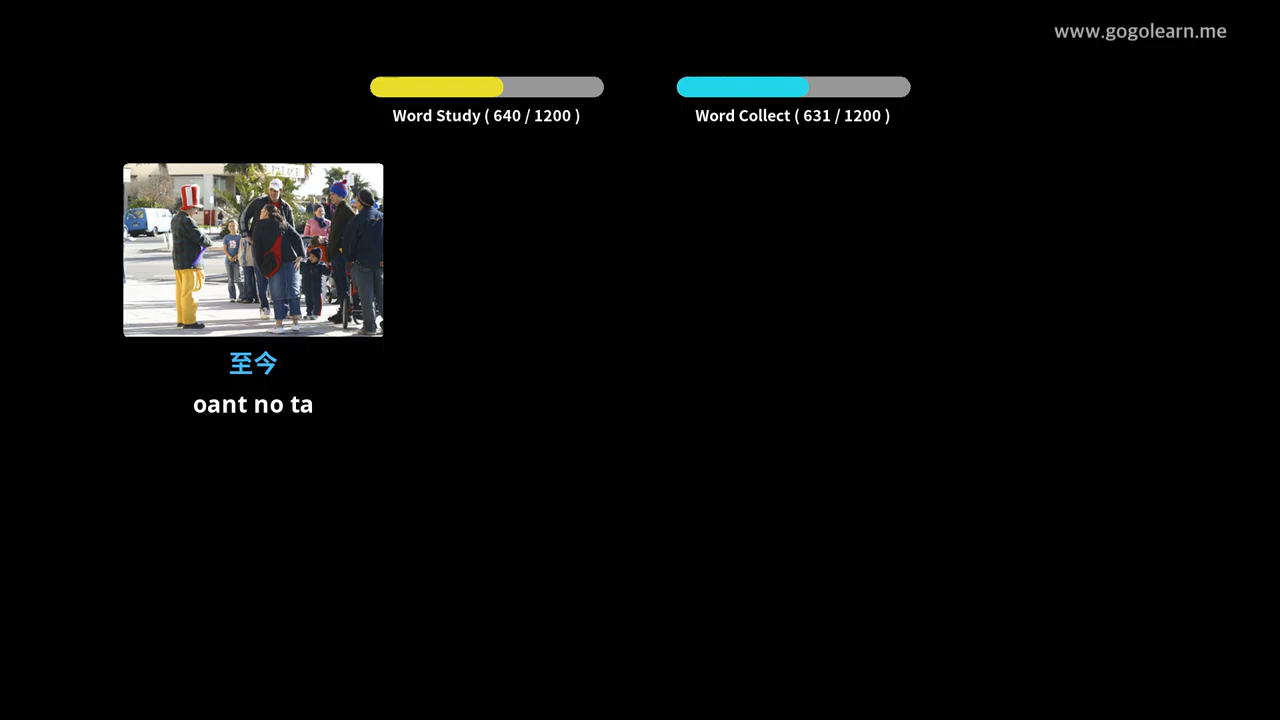 www.gogolearn.me
Word Study ( 640 / 1200 )
Word Collect ( 631 / 1200 )
至今
oant no ta